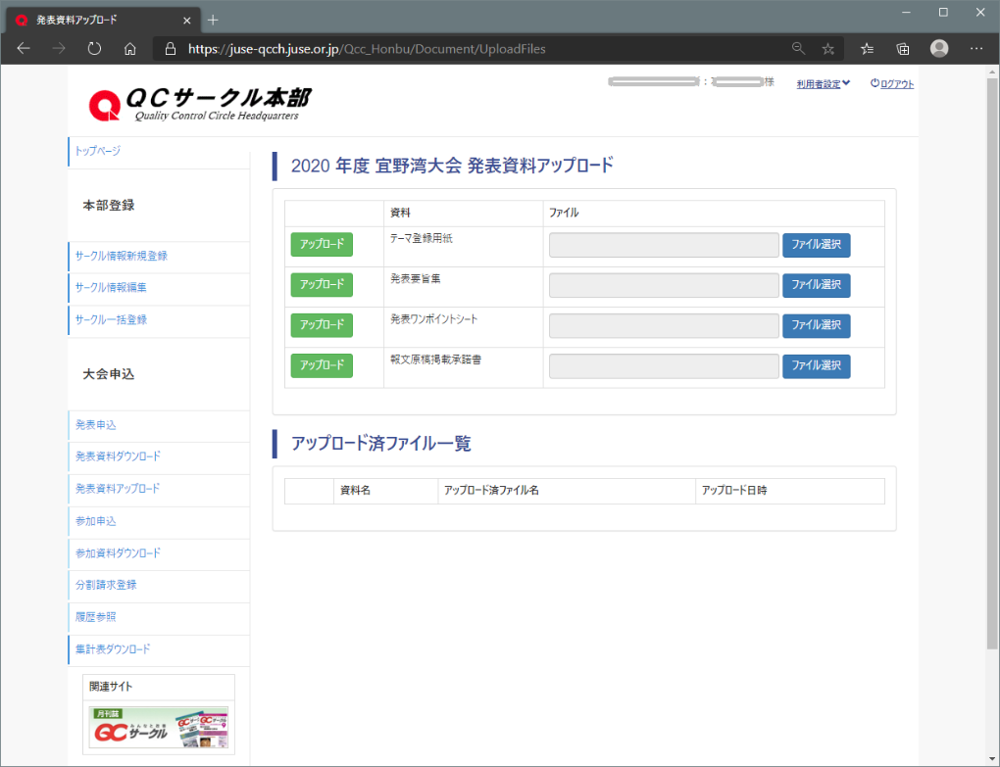 発表資料アップロード
https://juse-qcch.juse.or.jp/Qcc_Honbu/Document/UploadFiles
: 様 利用者設定 ログアウト
QCサークル本部
Quality Control Circle Headquarters
トップページ
本部登録
サークル情報新規登録
サークル情報編集
サークル一括登録
大会申込
発表申込
発表資料ダウンロード
発表資料アップロード
参加申込
参加資料ダウンロード
分割請求登録
履歴参照
集計表ダウンロード
関連サイト
月刊誌
QCサークル
2020 年度 宜野湾大会 発表資料アップロード
資料 ファイル
アップロード テーマ登録用紙 ファイル選択
アップロード 発表要旨集 ファイル選択
アップロード 発表ワンポイントシート ファイル選択
アップロード 報文原稿掲載承諾書 ファイル選択
アップロード済ファイル一覧
資料名 アップロード済ファイル名 アップロード日時